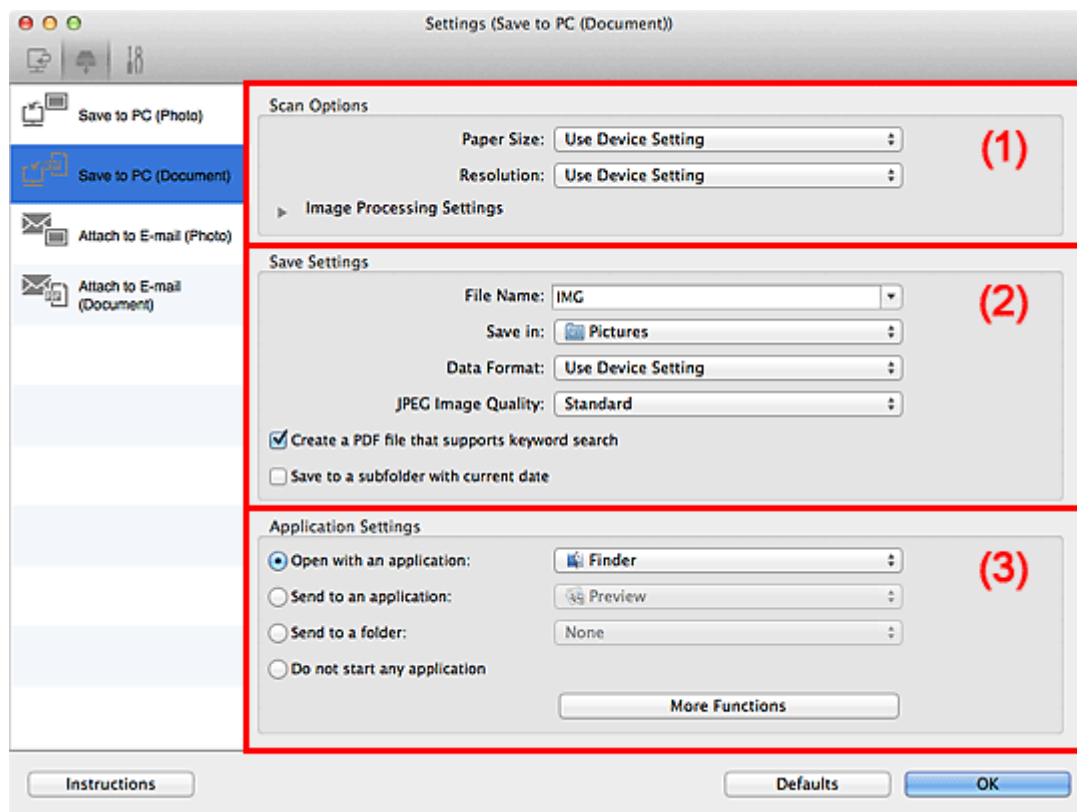 Settings (Save to PC (Document))
Save to PC (Photo)
Save to PC (Document)
Attach to E-mail (Photo)
Attach to E-mail
(Document)
Scan Options
(1)
Paper Size: Use Device Setting
Resolution: Use Device Setting
Image Processing Settings
Save Settings
(2)
File Name: IMG
Save in: Pictures
Data Format: Use Device Setting
JPEG Image Quality: Standard
Create a PDF file that supports keyword search
Save to a subfolder with current date
Application Settings
(3)
Open with an application: Finder
Send to an application: Preview
Send to a folder: None
Do not start any application
More Functions
Instructions
Defaults
OK